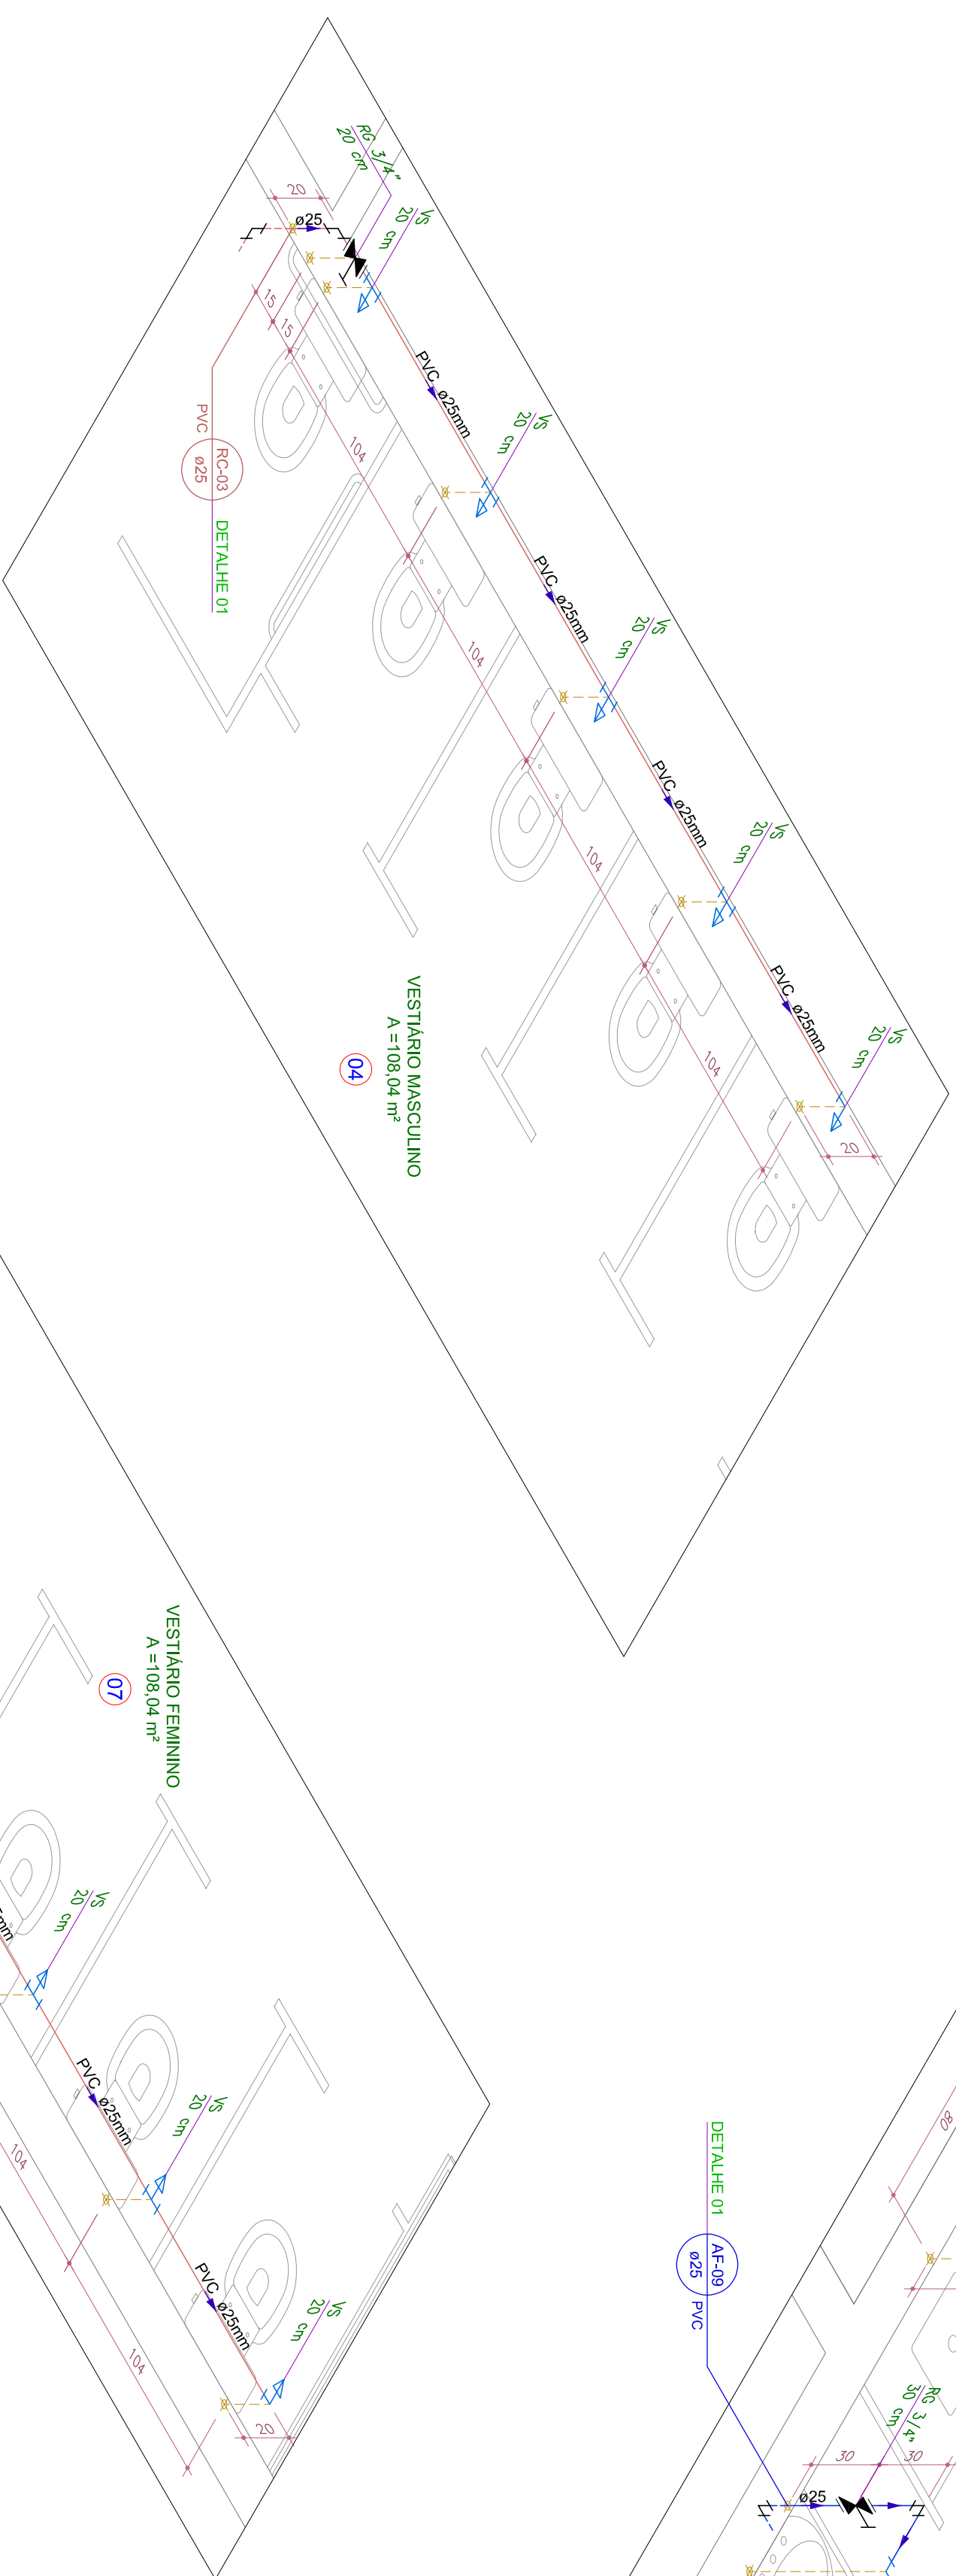 RG 3/4"
20 cm
VS
20 cm
20
ø25
15
15
PVC ø25mm
VS
20 cm
104
PVC
RC-03
ø25
DETALHE 01
PVC ø25mm
VS
20 cm
104
PVC ø25mm
VS
20 cm
104
PVC ø25mm
VS
20 cm
104
20
VESTIÁRIO MASCULINO
A =108,04 m²
04
VESTIÁRIO FEMININO
A =108,04 m²
07
VS
20 cm
mm
PVC ø25mm
VS
20 cm
104
PVC ø25mm
VS
20 cm
104
20
DETALHE 01
AF-09
ø25
PVC
80
RG 3/4"
30 cm
30
30
ø25